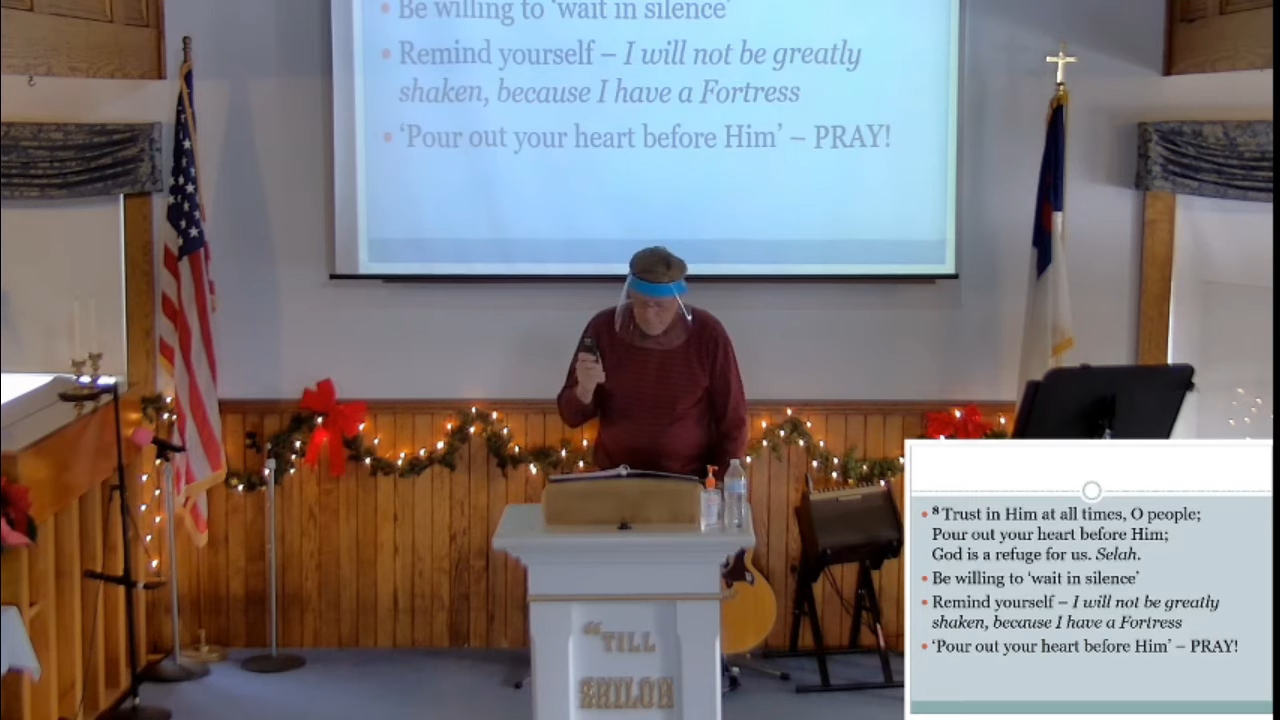 • Be willing to ‘wait in silence’
• Remind yourself – I will not be greatly
shaken, because I have a Fortress
• ‘Pour out your heart before Him’ – PRAY!
“TILL
SHILOH
• ⁸ Trust in Him at all times, O people;
Pour out your heart before Him;
God is a refuge for us. Selah.
• Be willing to ‘wait in silence’
• Remind yourself – I will not be greatly
shaken, because I have a Fortress
• ‘Pour out your heart before Him’ – PRAY!